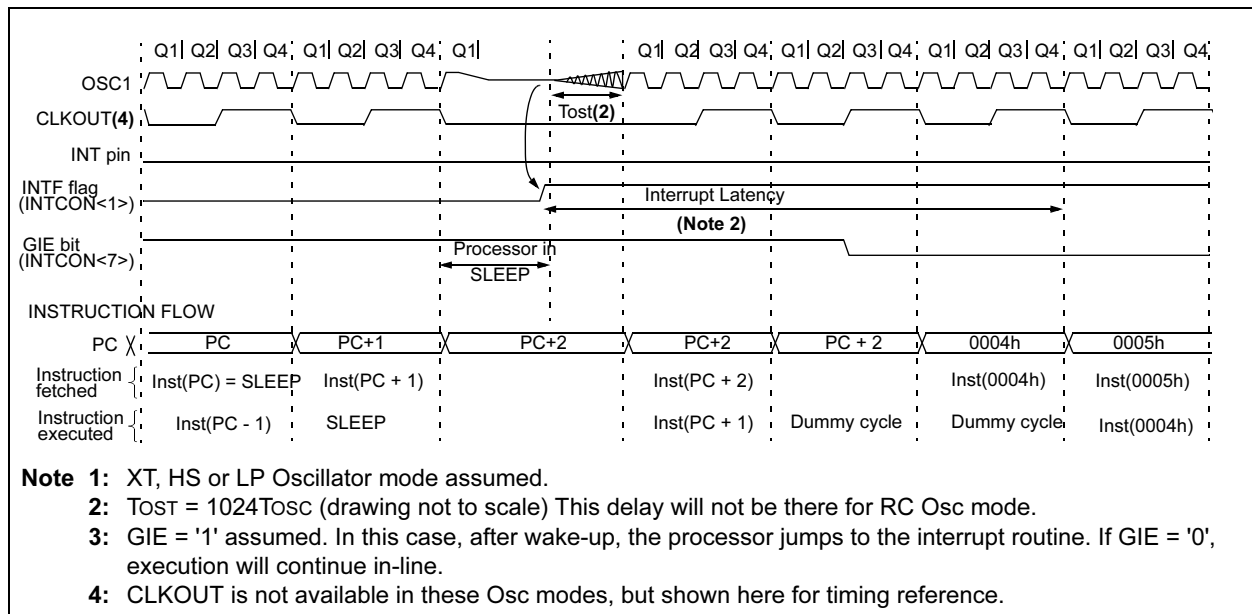 Q1 Q2 Q3 Q4 Q1 Q2 Q3 Q4 Q1 Q1 Q2 Q3 Q4 Q1 Q2 Q3 Q4 Q1 Q2 Q3 Q4 Q1 Q2 Q3 Q4
OSC1
TOST(2)
CLKOUT(4)
INT pin
INTF flag
(INTCON<1>)
Interrupt Latency
(Note 2)
GIE bit
(INTCON<7>)
Processor in
SLEEP
INSTRUCTION FLOW
PC PC PC+1 PC+2 PC+2 PC + 2 0004h 0005h
Instruction
fetched
Inst(PC) = SLEEP Inst(PC + 1) Inst(PC + 2) Inst(0004h) Inst(0005h)
Instruction
executed
Inst(PC - 1) SLEEP Inst(PC + 1) Dummy cycle Dummy cycle Inst(0004h)
Note 1: XT, HS or LP Oscillator mode assumed.
2: TOST = 1024TOSC (drawing not to scale) This delay will not be there for RC Osc mode.
3: GIE = '1' assumed. In this case, after wake-up, the processor jumps to the interrupt routine. If GIE = '0',
execution will continue in-line.
4: CLKOUT is not available in these Osc modes, but shown here for timing reference.